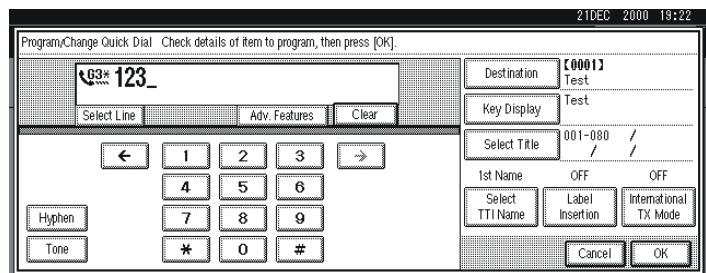 21DEC 2000 19:22
Program/Change Quick Dial Check details of item to program, then press [OK].
G3* 123_
Select Line Adv. Features Clear
← 1 2 3 →
4 5 6
Hyphen 7 8 9
Tone * 0 #
Destination 【0001】
Test
Key Display Test
Select Title 001-080 /
/ /
1st Name OFF OFF
Select TTI Name Label Insertion International TX Mode
Cancel OK